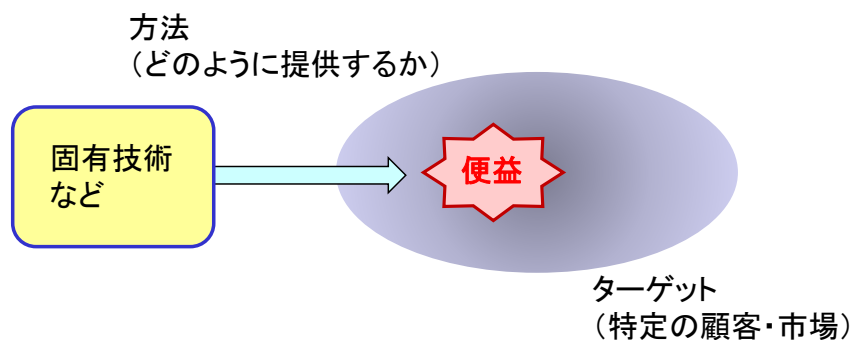 方法
（どのように提供するか）
固有技術
など
便益
ターゲット
（特定の顧客・市場）